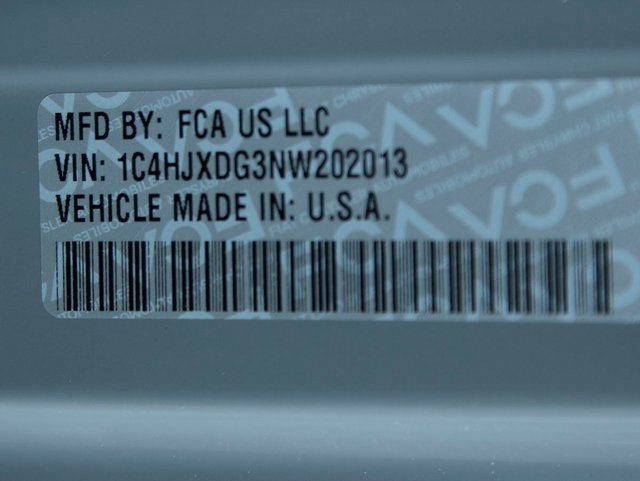 MFD BY: FCA US LLC
VIN: 1C4HJXDG3NW202013
VEHICLE MADE IN: U.S.A.